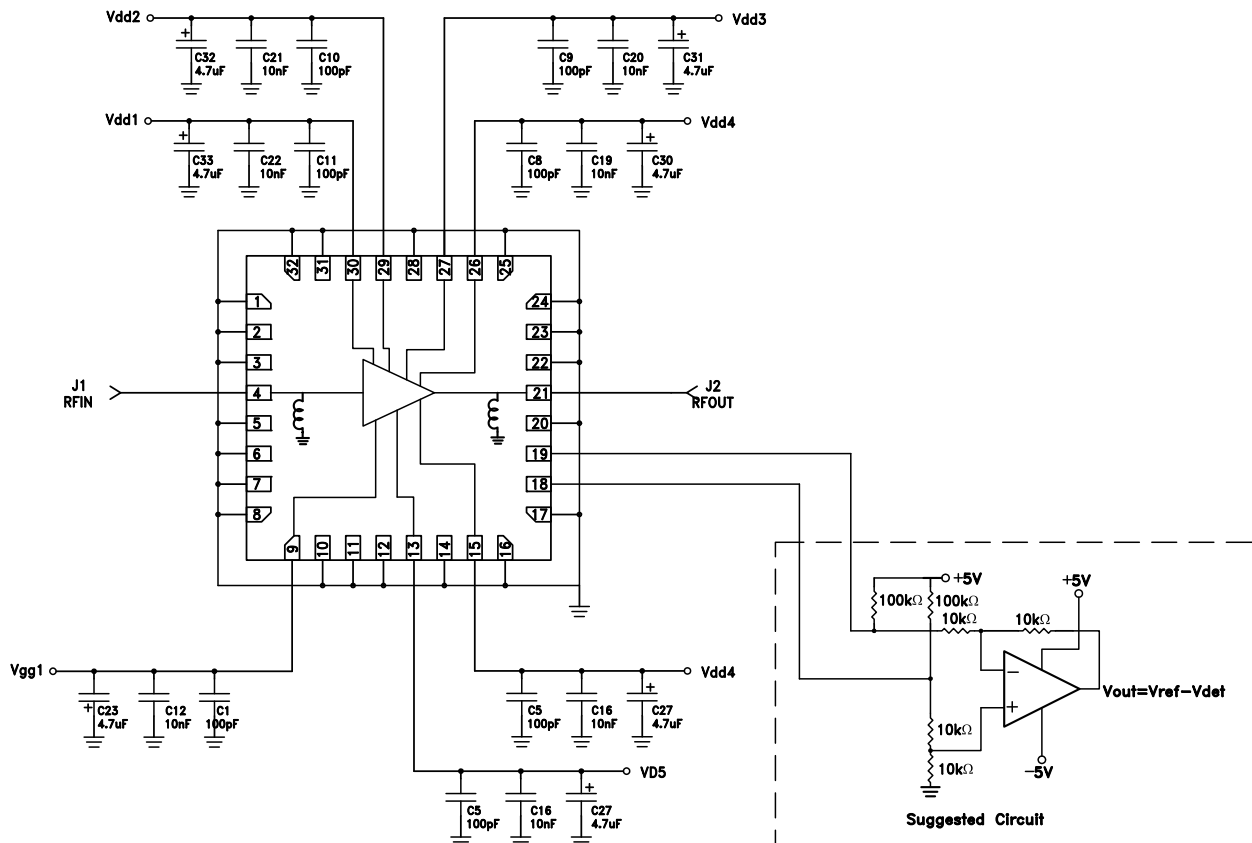 Vdd2
+
C32
4.7uF
C21
10nF
C10
100pF
Vdd3
C9
100pF
C20
10nF
+
C31
4.7uF
Vdd1
+
C33
4.7uF
C22
10nF
C11
100pF
Vdd4
C8
100pF
C19
10nF
+
C30
4.7uF
32
31
30
29
28
27
26
25
1
2
3
4
5
6
7
8
24
23
22
21
20
19
18
17
J1
RFIN
J2
RFOUT
9
10
11
12
13
14
15
16
Vgg1
+
C23
4.7uF
C12
10nF
C1
100pF
Vdd4
C5
100pF
C16
10nF
+
C27
4.7uF
VD5
C5
100pF
C16
10nF
+
C27
4.7uF
+5V
+5V
100kΩ
100kΩ
10kΩ
10kΩ
−
+
Vout=Vref-Vdet
10kΩ
10kΩ
-5V
Suggested Circuit